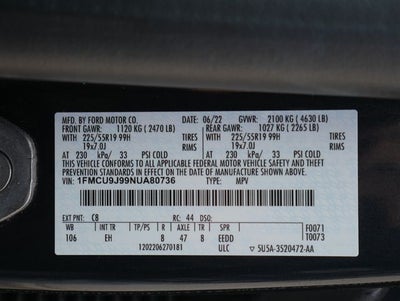 MFD. BY FORD MOTOR CO. 06/22 GVWR: 2100 KG ( 4630 LB)
FRONT GAWR: 1120 KG ( 2470 LB) REAR GAWR: 1027 KG ( 2265 LB)
WITH 225/55R19 99H TIRES WITH 225/55R19 99H TIRES
19x7.0J RIMS 19x7.0J RIMS
AT 230 kPa/ 33 PSI COLD AT 230 kPa/ 33 PSI COLD
THIS VEHICLE CONFORMS TO ALL APPLICABLE FEDERAL MOTOR VEHICLE SAFETY AND THEFT
PREVENTION STANDARDS IN EFFECT ON THE DATE OF MANUFACTURE SHOWN ABOVE.
VIN: 1FMCU9J99NUA80736 TYPE: MPV
EXT PNT: C8 RC: 44 DSO:
WB INT TR TP/PS R AXLE TR SPR F0071
106 EH 8 47 8 EEDD T0073
1202206270181 ULC 5U5A-3520472-AA